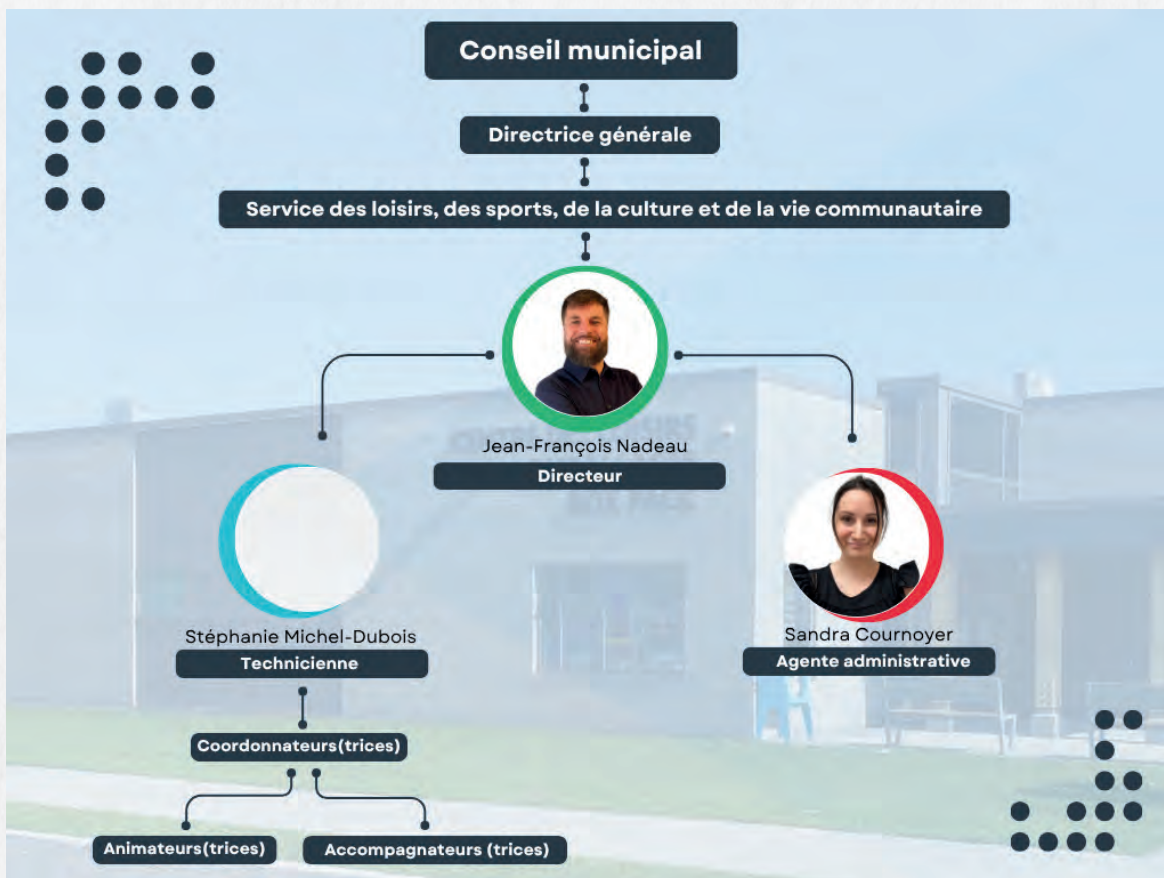 Conseil municipal
Directrice générale
Service des loisirs, des sports, de la culture et de la vie communautaire
Jean-François Nadeau
Directeur
Stéphanie Michel-Dubois
Technicienne
Sandra Cournoyer
Agente administrative
Coordonnateurs(trices)
Animateurs(trices)
Accompagnateurs (trices)